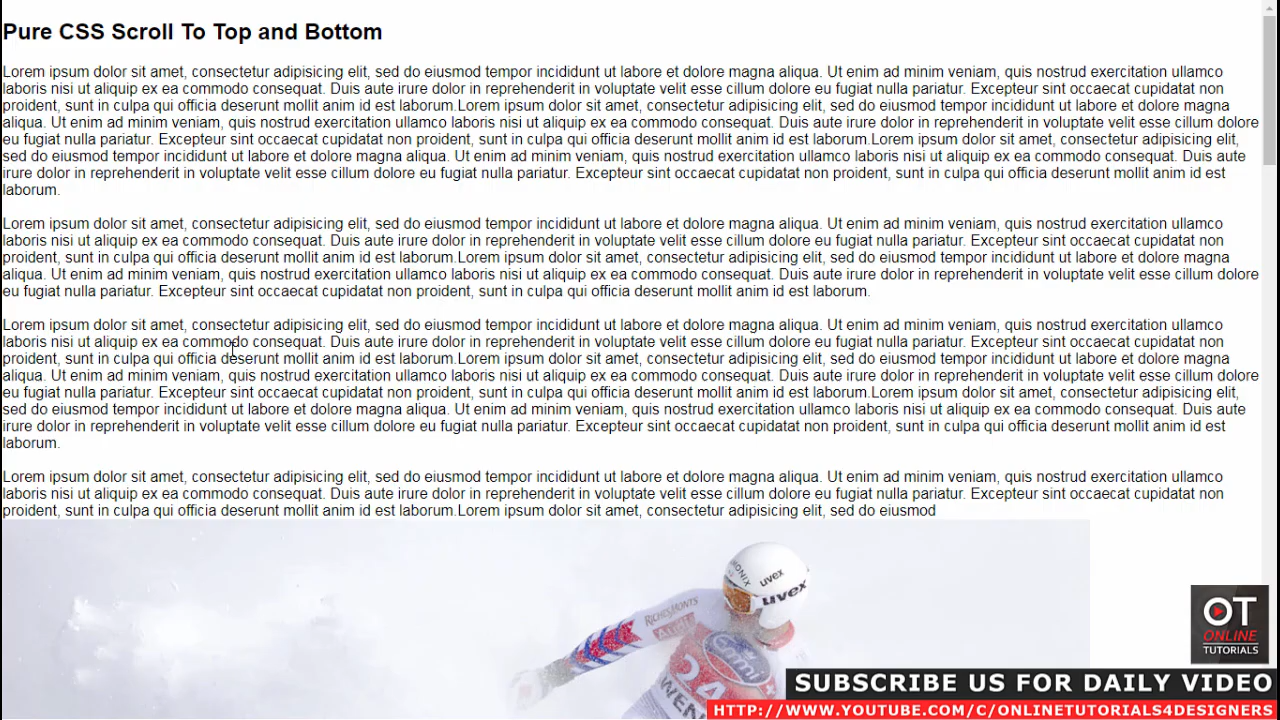 Pure CSS Scroll To Top and Bottom
Lorem ipsum dolor sit amet, consectetur adipisicing elit, sed do eiusmod tempor incididunt ut labore et dolore magna aliqua. Ut enim ad minim veniam, quis nostrud exercitation ullamco
laboris nisi ut aliquip ex ea commodo consequat. Duis aute irure dolor in reprehenderit in voluptate velit esse cillum dolore eu fugiat nulla pariatur. Excepteur sint occaecat cupidatat non
proident, sunt in culpa qui officia deserunt mollit anim id est laborum.Lorem ipsum dolor sit amet, consectetur adipisicing elit, sed do eiusmod tempor incididunt ut labore et dolore magna
aliqua. Ut enim ad minim veniam, quis nostrud exercitation ullamco laboris nisi ut aliquip ex ea commodo consequat. Duis aute irure dolor in reprehenderit in voluptate velit esse cillum dolore
eu fugiat nulla pariatur. Excepteur sint occaecat cupidatat non proident, sunt in culpa qui officia deserunt mollit anim id est laborum.Lorem ipsum dolor sit amet, consectetur adipisicing elit,
sed do eiusmod tempor incididunt ut labore et dolore magna aliqua. Ut enim ad minim veniam, quis nostrud exercitation ullamco laboris nisi ut aliquip ex ea commodo consequat. Duis aute
irure dolor in reprehenderit in voluptate velit esse cillum dolore eu fugiat nulla pariatur. Excepteur sint occaecat cupidatat non proident, sunt in culpa qui officia deserunt mollit anim id est
laborum.
Lorem ipsum dolor sit amet, consectetur adipisicing elit, sed do eiusmod tempor incididunt ut labore et dolore magna aliqua. Ut enim ad minim veniam, quis nostrud exercitation ullamco
laboris nisi ut aliquip ex ea commodo consequat. Duis aute irure dolor in reprehenderit in voluptate velit esse cillum dolore eu fugiat nulla pariatur. Excepteur sint occaecat cupidatat non
proident, sunt in culpa qui officia deserunt mollit anim id est laborum.Lorem ipsum dolor sit amet, consectetur adipisicing elit, sed do eiusmod tempor incididunt ut labore et dolore magna
aliqua. Ut enim ad minim veniam, quis nostrud exercitation ullamco laboris nisi ut aliquip ex ea commodo consequat. Duis aute irure dolor in reprehenderit in voluptate velit esse cillum dolore
eu fugiat nulla pariatur. Excepteur sint occaecat cupidatat non proident, sunt in culpa qui officia deserunt mollit anim id est laborum.
Lorem ipsum dolor sit amet, consectetur adipisicing elit, sed do eiusmod tempor incididunt ut labore et dolore magna aliqua. Ut enim ad minim veniam, quis nostrud exercitation ullamco
laboris nisi ut aliquip ex ea commodo consequat. Duis aute irure dolor in reprehenderit in voluptate velit esse cillum dolore eu fugiat nulla pariatur. Excepteur sint occaecat cupidatat non
proident, sunt in culpa qui officia deserunt mollit anim id est laborum.Lorem ipsum dolor sit amet, consectetur adipisicing elit, sed do eiusmod tempor incididunt ut labore et dolore magna
aliqua. Ut enim ad minim veniam, quis nostrud exercitation ullamco laboris nisi ut aliquip ex ea commodo consequat. Duis aute irure dolor in reprehenderit in voluptate velit esse cillum dolore
eu fugiat nulla pariatur. Excepteur sint occaecat cupidatat non proident, sunt in culpa qui officia deserunt mollit anim id est laborum.Lorem ipsum dolor sit amet, consectetur adipisicing elit,
sed do eiusmod tempor incididunt ut labore et dolore magna aliqua. Ut enim ad minim veniam, quis nostrud exercitation ullamco laboris nisi ut aliquip ex ea commodo consequat. Duis aute
irure dolor in reprehenderit in voluptate velit esse cillum dolore eu fugiat nulla pariatur. Excepteur sint occaecat cupidatat non proident, sunt in culpa qui officia deserunt mollit anim id est
laborum.
Lorem ipsum dolor sit amet, consectetur adipisicing elit, sed do eiusmod tempor incididunt ut labore et dolore magna aliqua. Ut enim ad minim veniam, quis nostrud exercitation ullamco
laboris nisi ut aliquip ex ea commodo consequat. Duis aute irure dolor in reprehenderit in voluptate velit esse cillum dolore eu fugiat nulla pariatur. Excepteur sint occaecat cupidatat non
proident, sunt in culpa qui officia deserunt mollit anim id est laborum.Lorem ipsum dolor sit amet, consectetur adipisicing elit, sed do eiusmod
uvex
uvex
RICHESMONTS
24
OT
ONLINE
TUTORIALS
SUBSCRIBE US FOR DAILY VIDEO
HTTP://WWW.YOUTUBE.COM/C/ONLINETUTORIALS4DESIGNERS